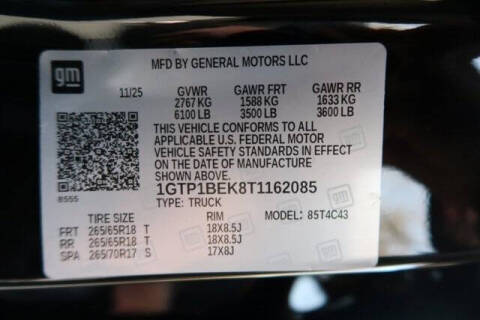 gm
MFD BY GENERAL MOTORS LLC
11/25 GVWR GAWR FRT GAWR RR
2767 KG 1588 KG 1633 KG
6100 LB 3500 LB 3600 LB
THIS VEHICLE CONFORMS TO ALL
APPLICABLE U.S. FEDERAL MOTOR
VEHICLE SAFETY STANDARDS IN EFFECT
ON THE DATE OF MANUFACTURE
SHOWN ABOVE.
8555
1GTP1BEK8T1162085
TYPE: TRUCK MODEL: 85T4C43
TIRE SIZE RIM
FRT 265/65R18 T 18X8.5J
RR 265/65R18 T 18X8.5J
SPA 265/70R17 S 17X8J